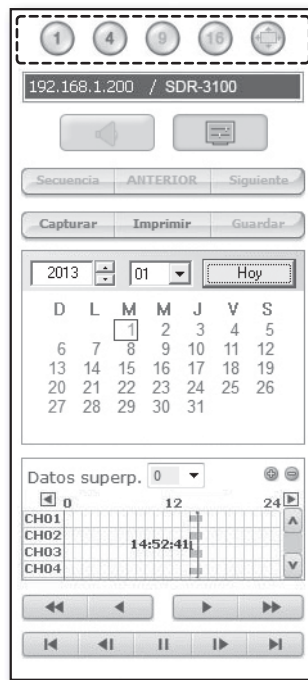 1 4 9 16
192.168.1.200 / SDR-3100
Secuencia ANTERIOR Siguiente
Capturar Imprimir Guardar
2013 01 Hoy
D L M M J V S
1 2 3 4 5
6 7 8 9 10 11 12
13 14 15 16 17 18 19
20 21 22 23 24 25 26
27 28 29 30 31
Datos superp. 0
0 12 24
CH01
CH02
14:52:41
CH03
CH04